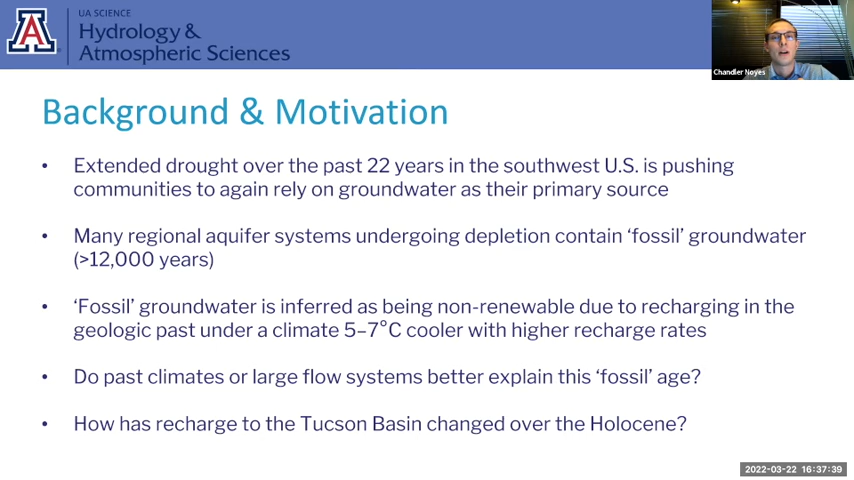 A
UA SCIENCE
Hydrology &
Atmospheric Sciences
Chandler Noyes
Background & Motivation
• Extended drought over the past 22 years in the southwest U.S. is pushing
communities to again rely on groundwater as their primary source
• Many regional aquifer systems undergoing depletion contain ‘fossil’ groundwater
(>12,000 years)
• ‘Fossil’ groundwater is inferred as being non-renewable due to recharging in the
geologic past under a climate 5–7°C cooler with higher recharge rates
• Do past climates or large flow systems better explain this ‘fossil’ age?
• How has recharge to the Tucson Basin changed over the Holocene?
2022-03-22 16:37:39